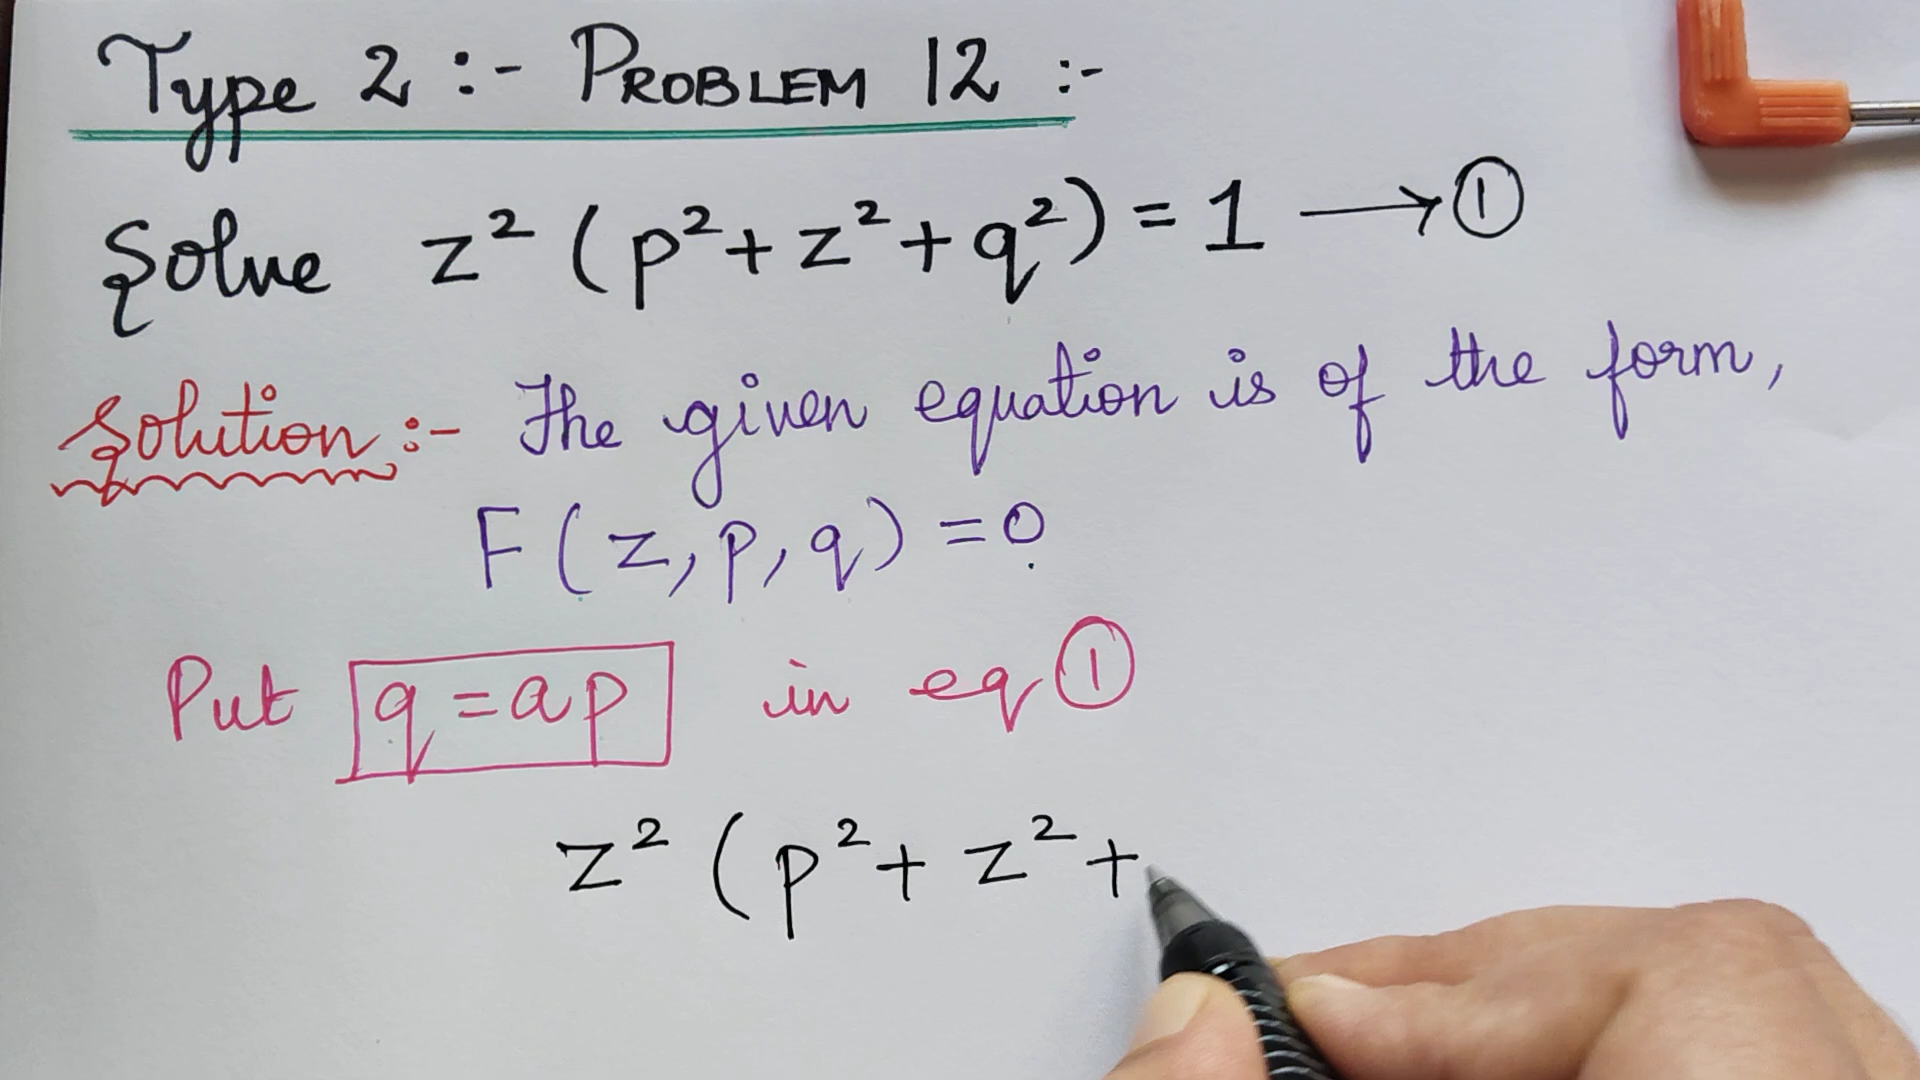 Type 2 :- PROBLEM 12 :-
Solve z² (p² + z² + q²) = 1 ⟶ ①
Solution :- The given equation is of the form,
F (z, p, q) = 0.
Put q = ap in eq ①
z² (p² + z² +